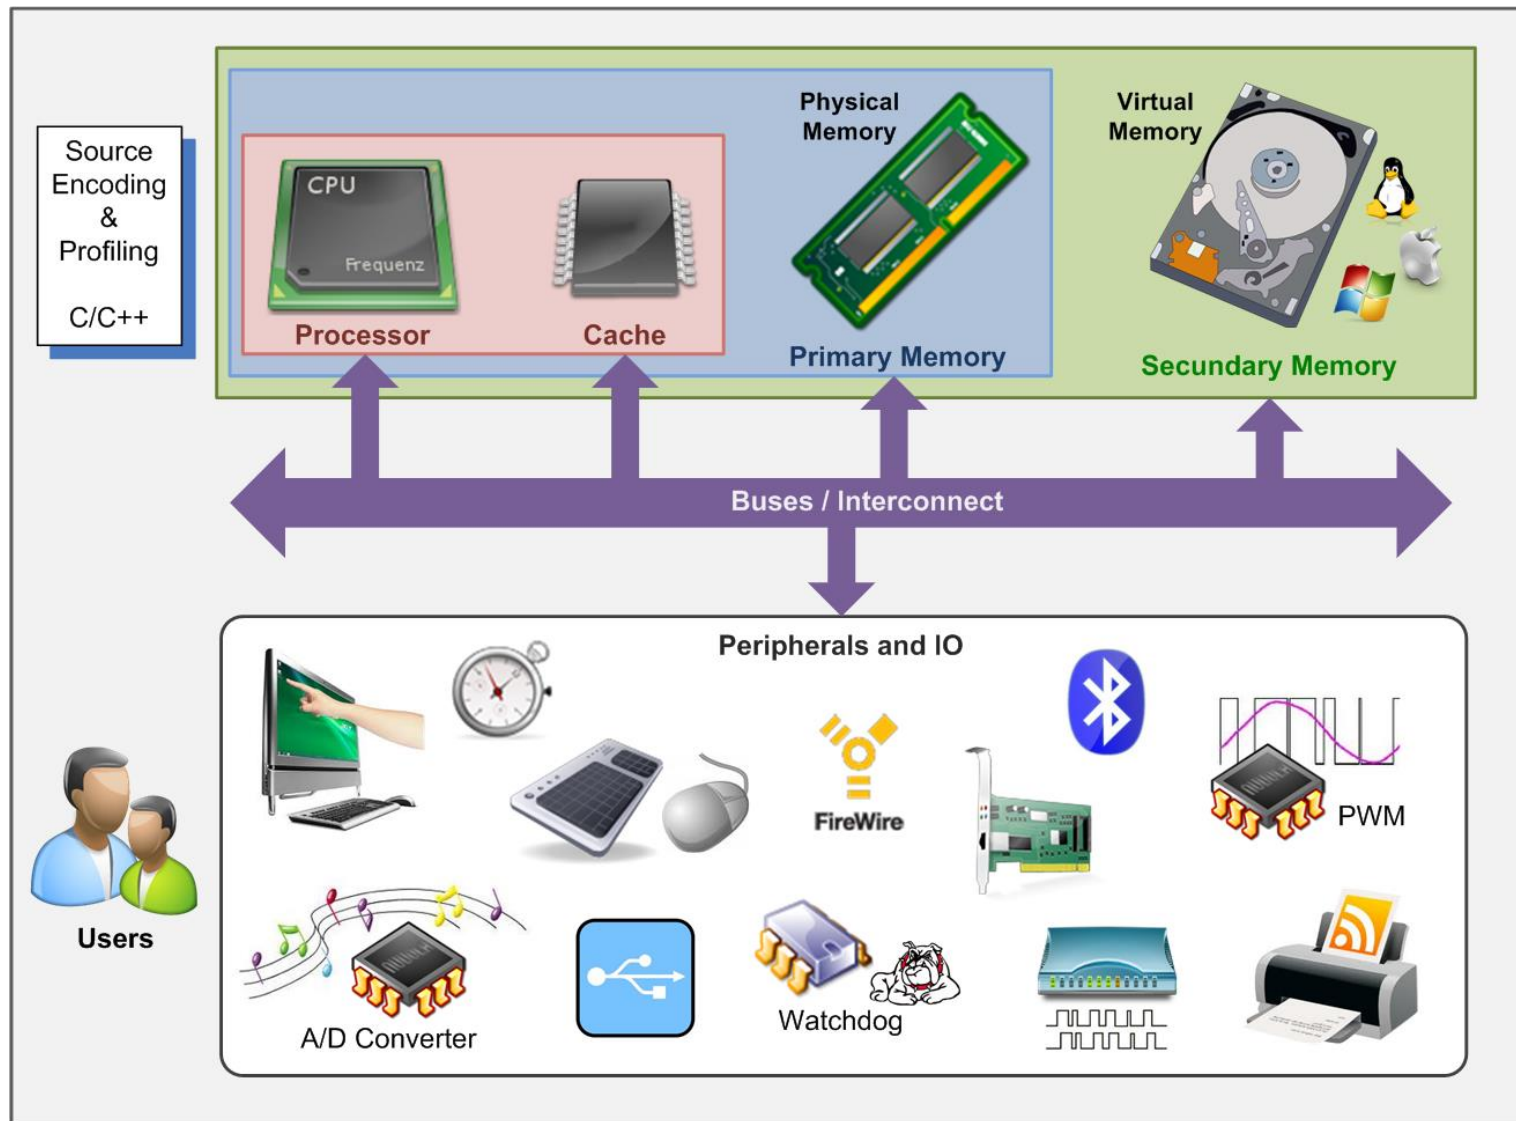 Source
Encoding
&
Profiling
C/C++
CPU
Frequenz
Processor
Cache
Physical
Memory
Primary Memory
Virtual
Memory
Secundary Memory
Buses / Interconnect
Peripherals and IO
FireWire
PWM
Users
A/D Converter
Watchdog